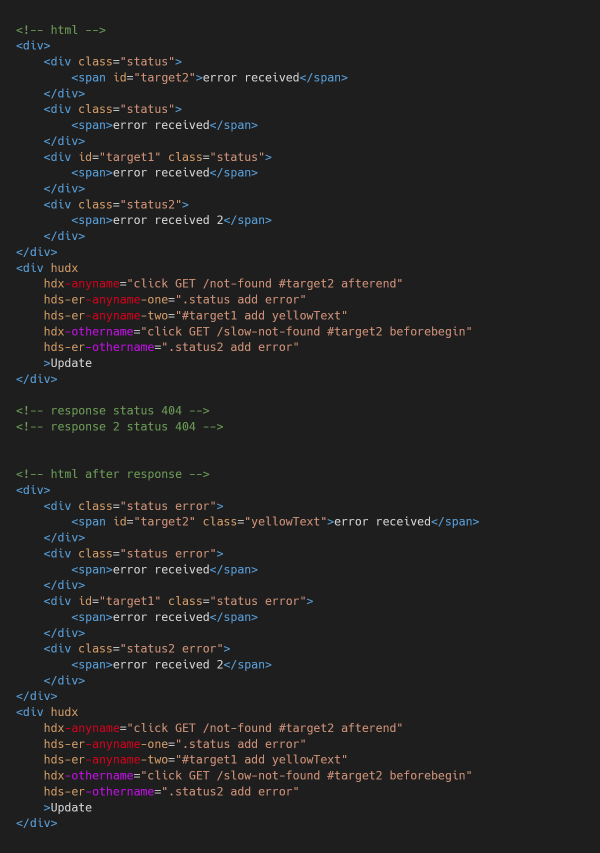 <!-- html -->
<div>
    <div class="status">
        <span id="target2">error received</span>
    </div>
    <div class="status">
        <span>error received</span>
    </div>
    <div id="target1" class="status">
        <span>error received</span>
    </div>
    <div class="status2">
        <span>error received 2</span>
    </div>
</div>
<div hudx
    hdx-anyname="click GET /not-found #target2 afterend"
    hds-er-anyname-one=".status add error"
    hds-er-anyname-two="#target1 add yellowText"
    hdx-othername="click GET /slow-not-found #target2 beforebegin"
    hds-er-othername=".status2 add error"
    >Update
</div>

<!-- response status 404 -->
<!-- response 2 status 404 -->


<!-- html after response -->
<div>
    <div class="status error">
        <span id="target2" class="yellowText">error received</span>
    </div>
    <div class="status error">
        <span>error received</span>
    </div>
    <div id="target1" class="status error">
        <span>error received</span>
    </div>
    <div class="status2 error">
        <span>error received 2</span>
    </div>
</div>
<div hudx
    hdx-anyname="click GET /not-found #target2 afterend"
    hds-er-anyname-one=".status add error"
    hds-er-anyname-two="#target1 add yellowText"
    hdx-othername="click GET /slow-not-found #target2 beforebegin"
    hds-er-othername=".status2 add error"
    >Update
</div>